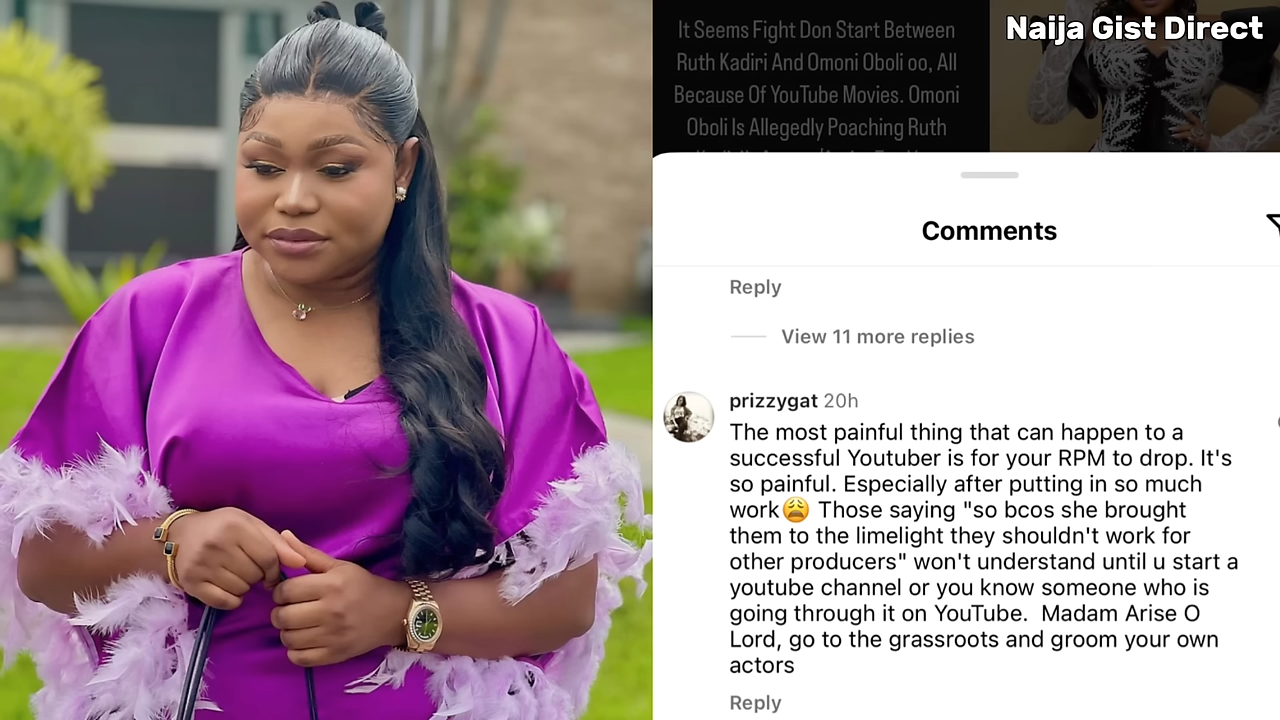 Naija Gist Direct
It Seems Fight Don Start Between
Ruth Kadiri And Omoni Oboli oo, All
Because Of YouTube Movies. Omoni
Oboli Is Allegedly Poaching Ruth
Comments
Reply
View 11 more replies
prizzygat 20h
The most painful thing that can happen to a
successful Youtuber is for your RPM to drop. It's
so painful. Especially after putting in so much
work😩 Those saying "so bcos she brought
them to the limelight they shouldn't work for
other producers" won't understand until u start a
youtube channel or you know someone who is
going through it on YouTube. Madam Arise O
Lord, go to the grassroots and groom your own
actors
Reply